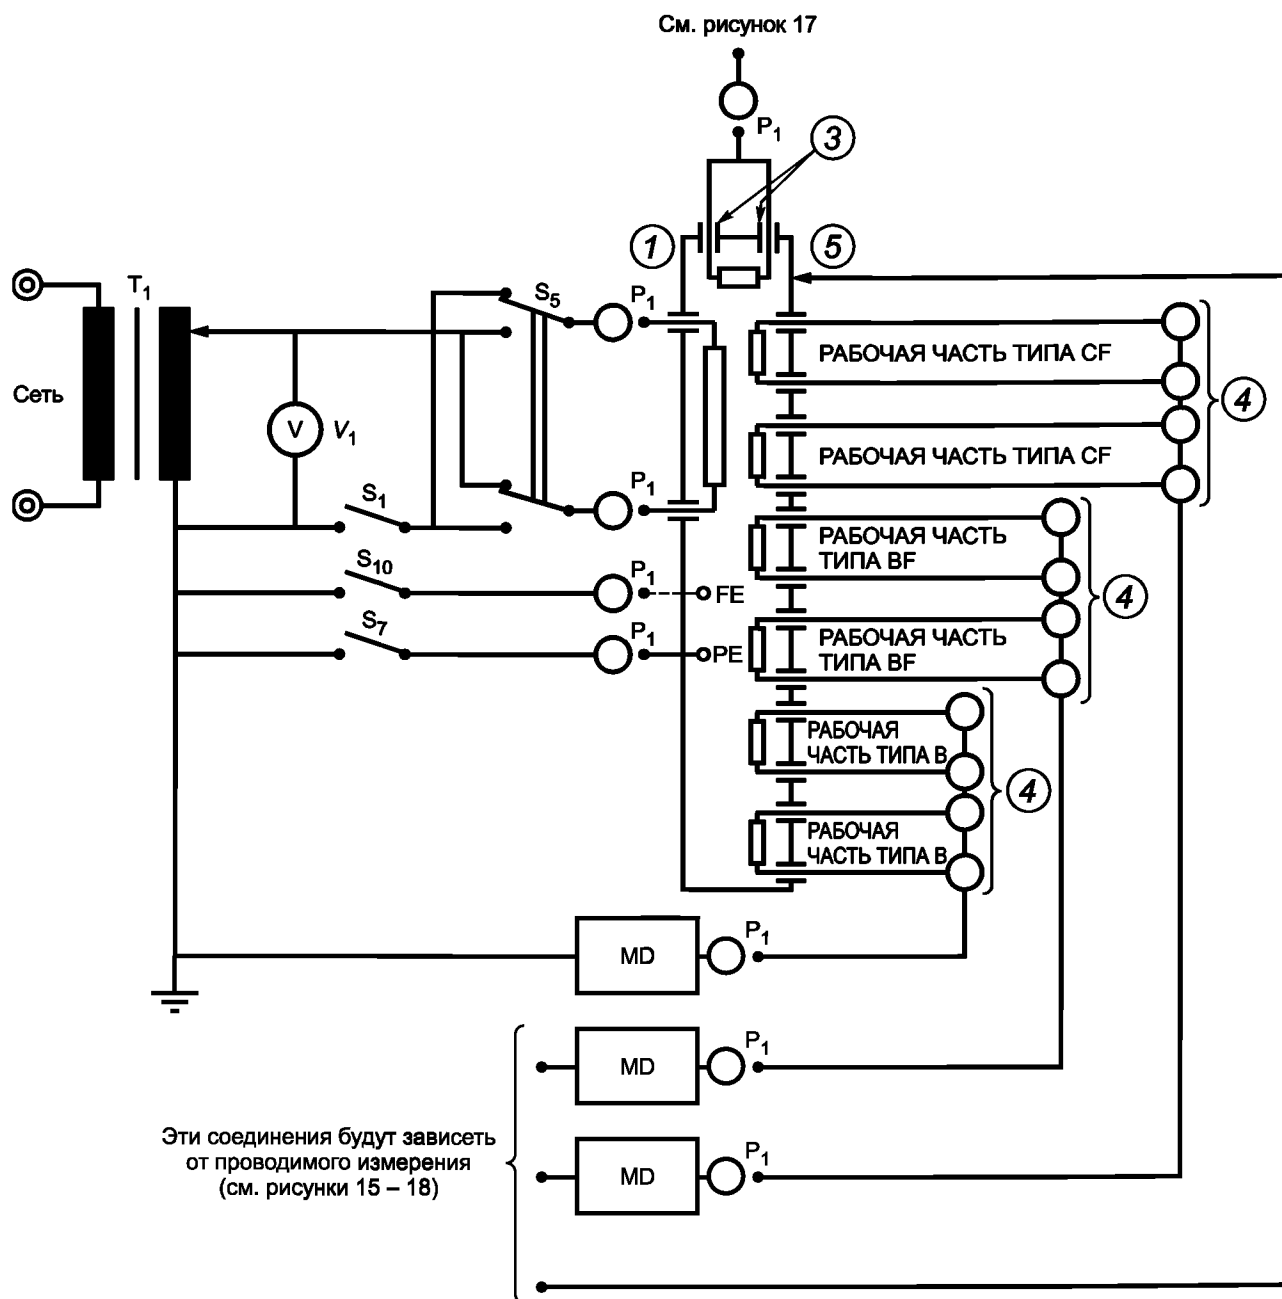 См. рисунок 17
P1
3
1
5
T1
S5
P1
РАБОЧАЯ ЧАСТЬ ТИПА CF
Сеть
V
V1
4
РАБОЧАЯ ЧАСТЬ ТИПА CF
S1
P1
РАБОЧАЯ ЧАСТЬ
ТИПА BF
S10
P1
FE
4
S7
P1
PE
РАБОЧАЯ ЧАСТЬ
ТИПА BF
РАБОЧАЯ
ЧАСТЬ ТИПА В
4
РАБОЧАЯ
ЧАСТЬ ТИПА В
MD
P1
MD
P1
Эти соединения будут зависеть
от проводимого измерения
(см. рисунки 15 – 18)
MD
P1